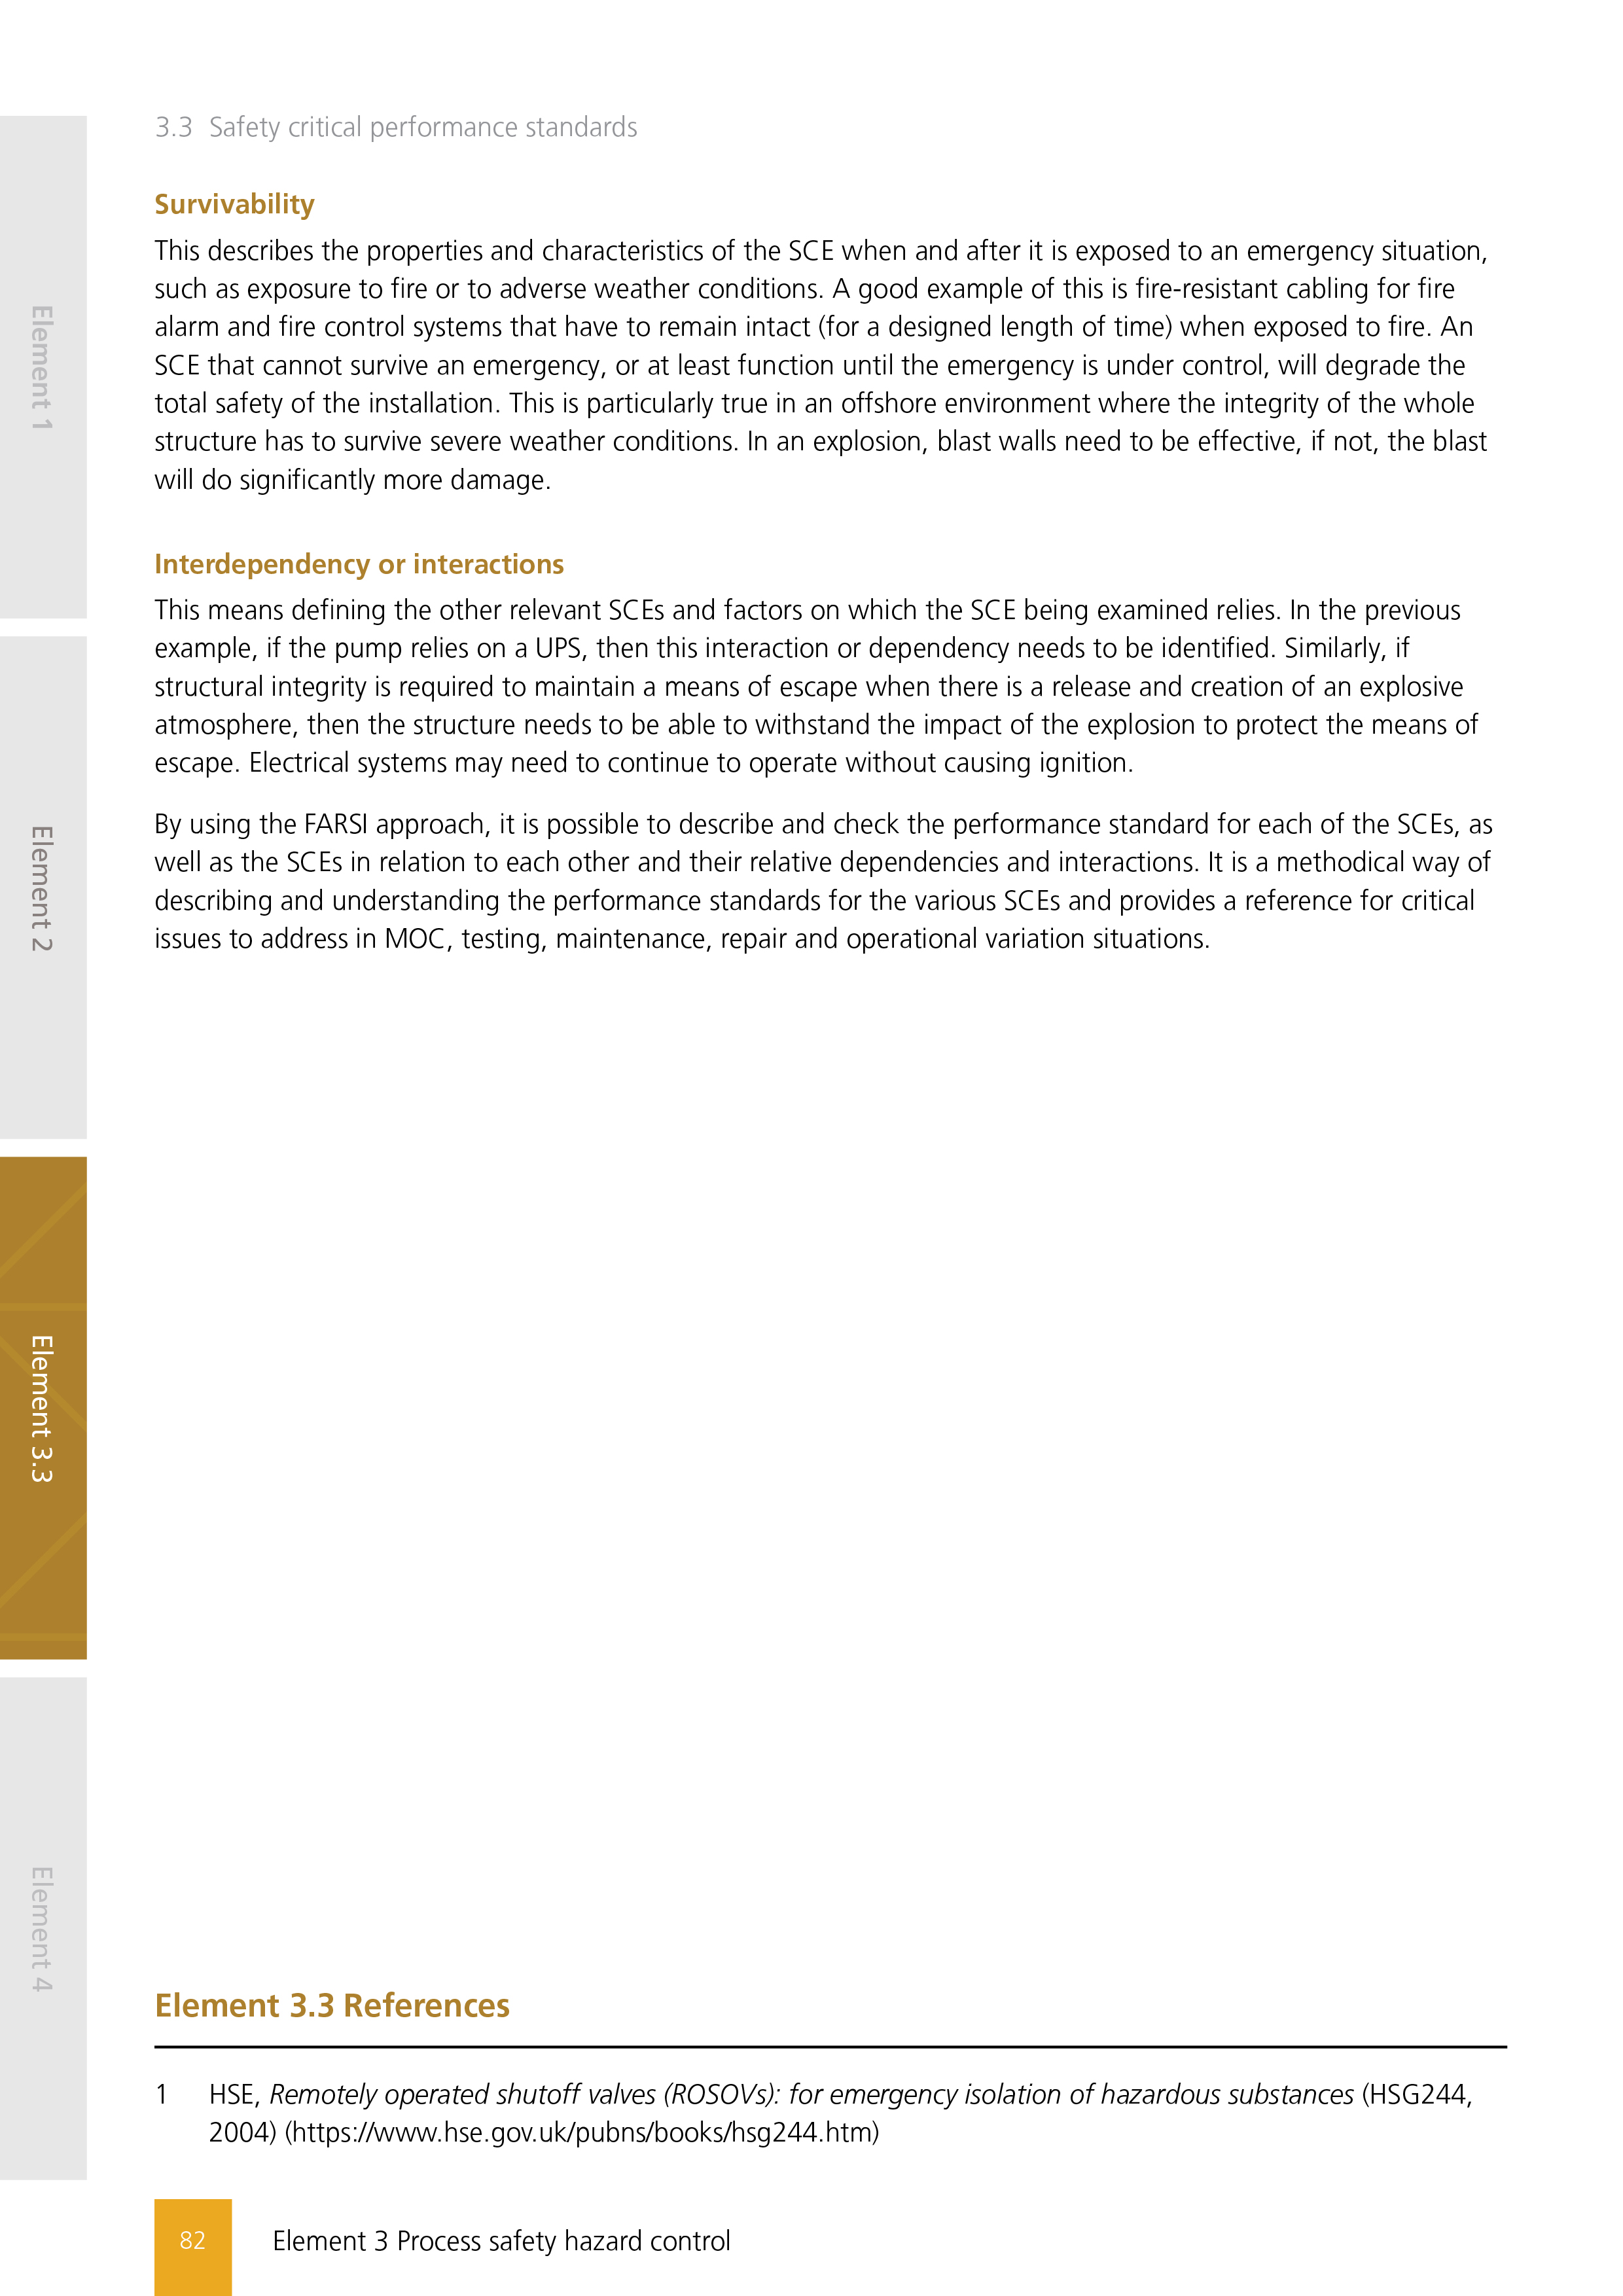 3.3 Safety critical performance standards
Survivability
This describes the properties and characteristics of the SCE when and after it is exposed to an emergency situation,
such as exposure to fire or to adverse weather conditions. A good example of this is fire-resistant cabling for fire
alarm and fire control systems that have to remain intact (for a designed length of time) when exposed to fire. An
SCE that cannot survive an emergency, or at least function until the emergency is under control, will degrade the
total safety of the installation. This is particularly true in an offshore environment where the integrity of the whole
structure has to survive severe weather conditions. In an explosion, blast walls need to be effective, if not, the blast
will do significantly more damage.
Interdependency or interactions
This means defining the other relevant SCEs and factors on which the SCE being examined relies. In the previous
example, if the pump relies on a UPS, then this interaction or dependency needs to be identified. Similarly, if
structural integrity is required to maintain a means of escape when there is a release and creation of an explosive
atmosphere, then the structure needs to be able to withstand the impact of the explosion to protect the means of
escape. Electrical systems may need to continue to operate without causing ignition.
By using the FARSI approach, it is possible to describe and check the performance standard for each of the SCEs, as
well as the SCEs in relation to each other and their relative dependencies and interactions. It is a methodical way of
describing and understanding the performance standards for the various SCEs and provides a reference for critical
issues to address in MOC, testing, maintenance, repair and operational variation situations.
Element 3.3 References
1 HSE, Remotely operated shutoff valves (ROSOVs): for emergency isolation of hazardous substances (HSG244,
2004) (https://www.hse.gov.uk/pubns/books/hsg244.htm)
82 Element 3 Process safety hazard control
Element 1
Element 2
Element 3.3
Element 4